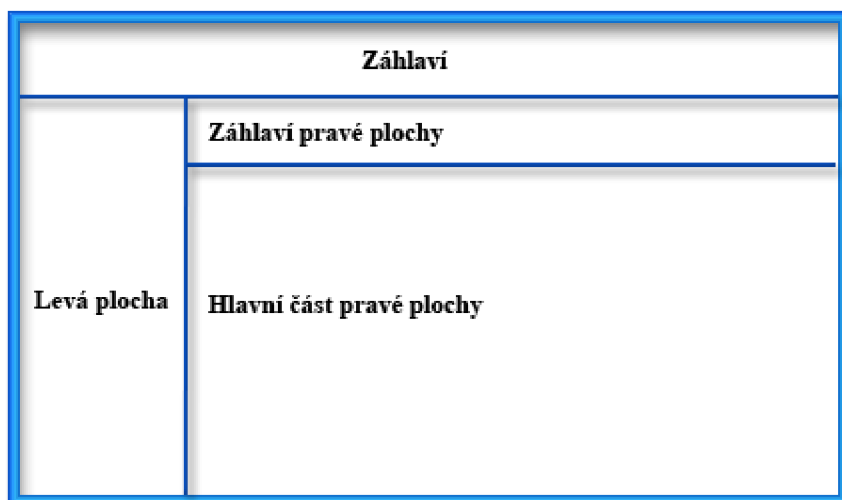 Záhlaví
Záhlaví pravé plochy
Levá plocha
Hlavní část pravé plochy